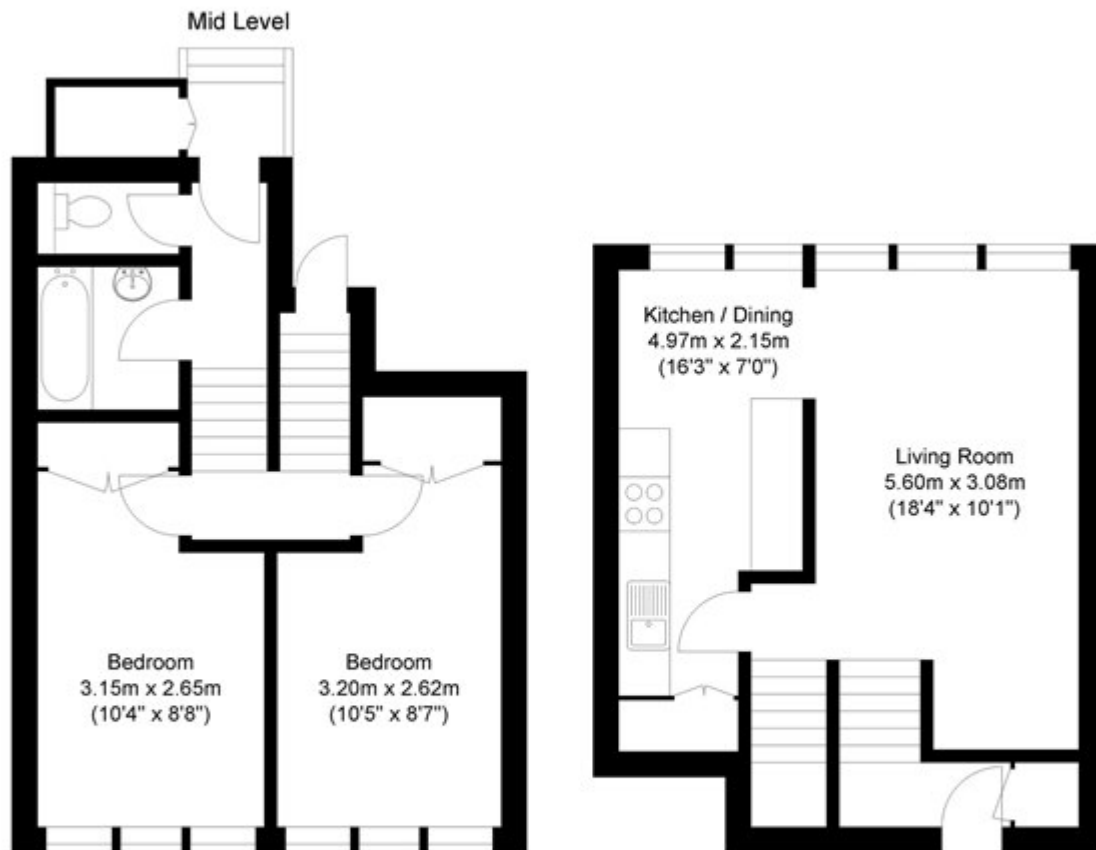 Mid Level
Kitchen / Dining
4.97m x 2.15m
(16'3" x 7'0")
Living Room
5.60m x 3.08m
(18'4" x 10'1")
Bedroom
3.15m x 2.65m
(10'4" x 8'8")
Bedroom
3.20m x 2.62m
(10'5" x 8'7")